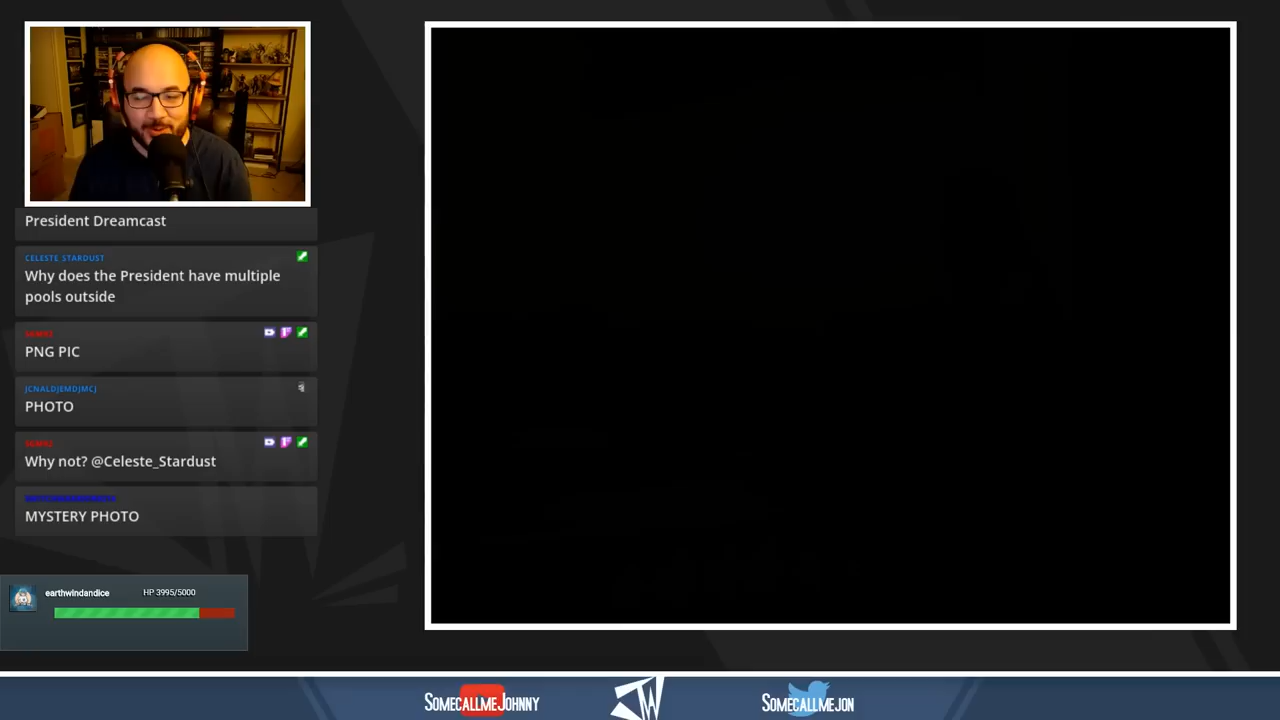 President Dreamcast
CELESTE STARDUST
Why does the President have multiple
pools outside
PNG PIC
JCNALDJEMDJMCJ
PHOTO
Why not? @Celeste_Stardust
MYSTERY PHOTO
earthwindandice
HP 3995/5000
SOMECALLMEJOHNNY
SOMECALLMEJON